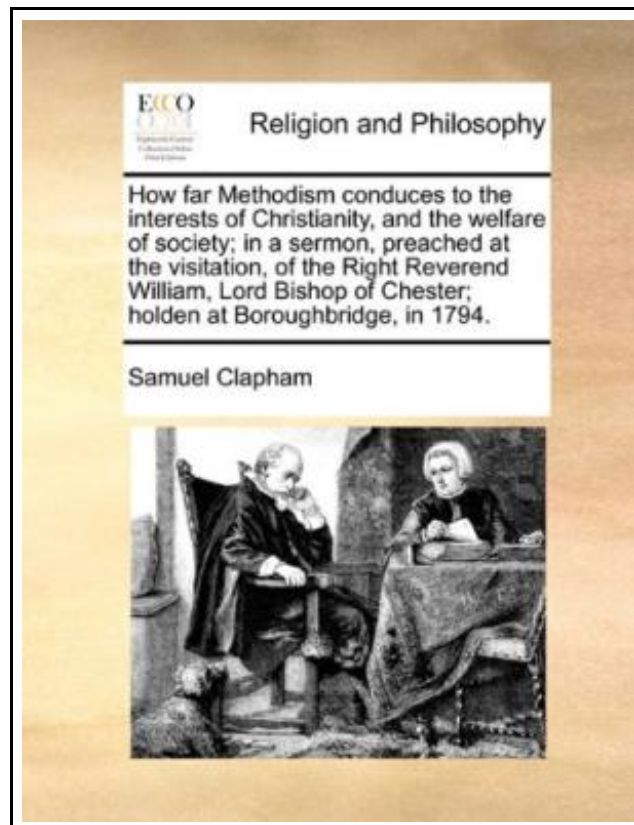 ECCO
Religion and Philosophy
How far Methodism conduces to the
interests of Christianity, and the welfare
of society; in a sermon, preached at
the visitation, of the Right Reverend
William, Lord Bishop of Chester;
holden at Boroughbridge, in 1794.
Samuel Clapham